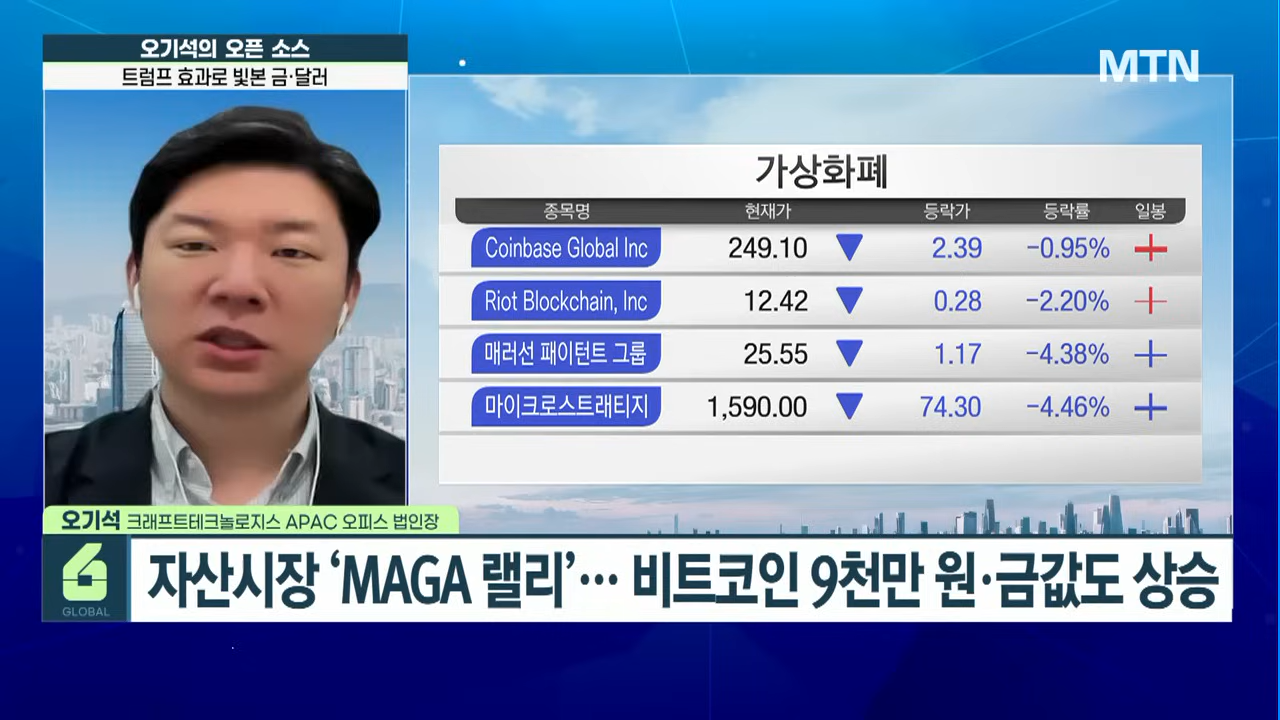 오기석의 오픈 소스
트럼프 효과로 빛본 금·달러
MTN
가상화폐
종목명 현재가 등락가 등락률 일봉
Coinbase Global Inc 249.10 ▼ 2.39 -0.95%
Riot Blockchain, Inc 12.42 ▼ 0.28 -2.20%
매러선 패이턴트 그룹 25.55 ▼ 1.17 -4.38%
마이크로스트래티지 1,590.00 ▼ 74.30 -4.46%
오기석 크래프트테크놀로지스 APAC 오피스 법인장
6 GLOBAL
자산시장 ‘MAGA 랠리’… 비트코인 9천만 원·금값도 상승